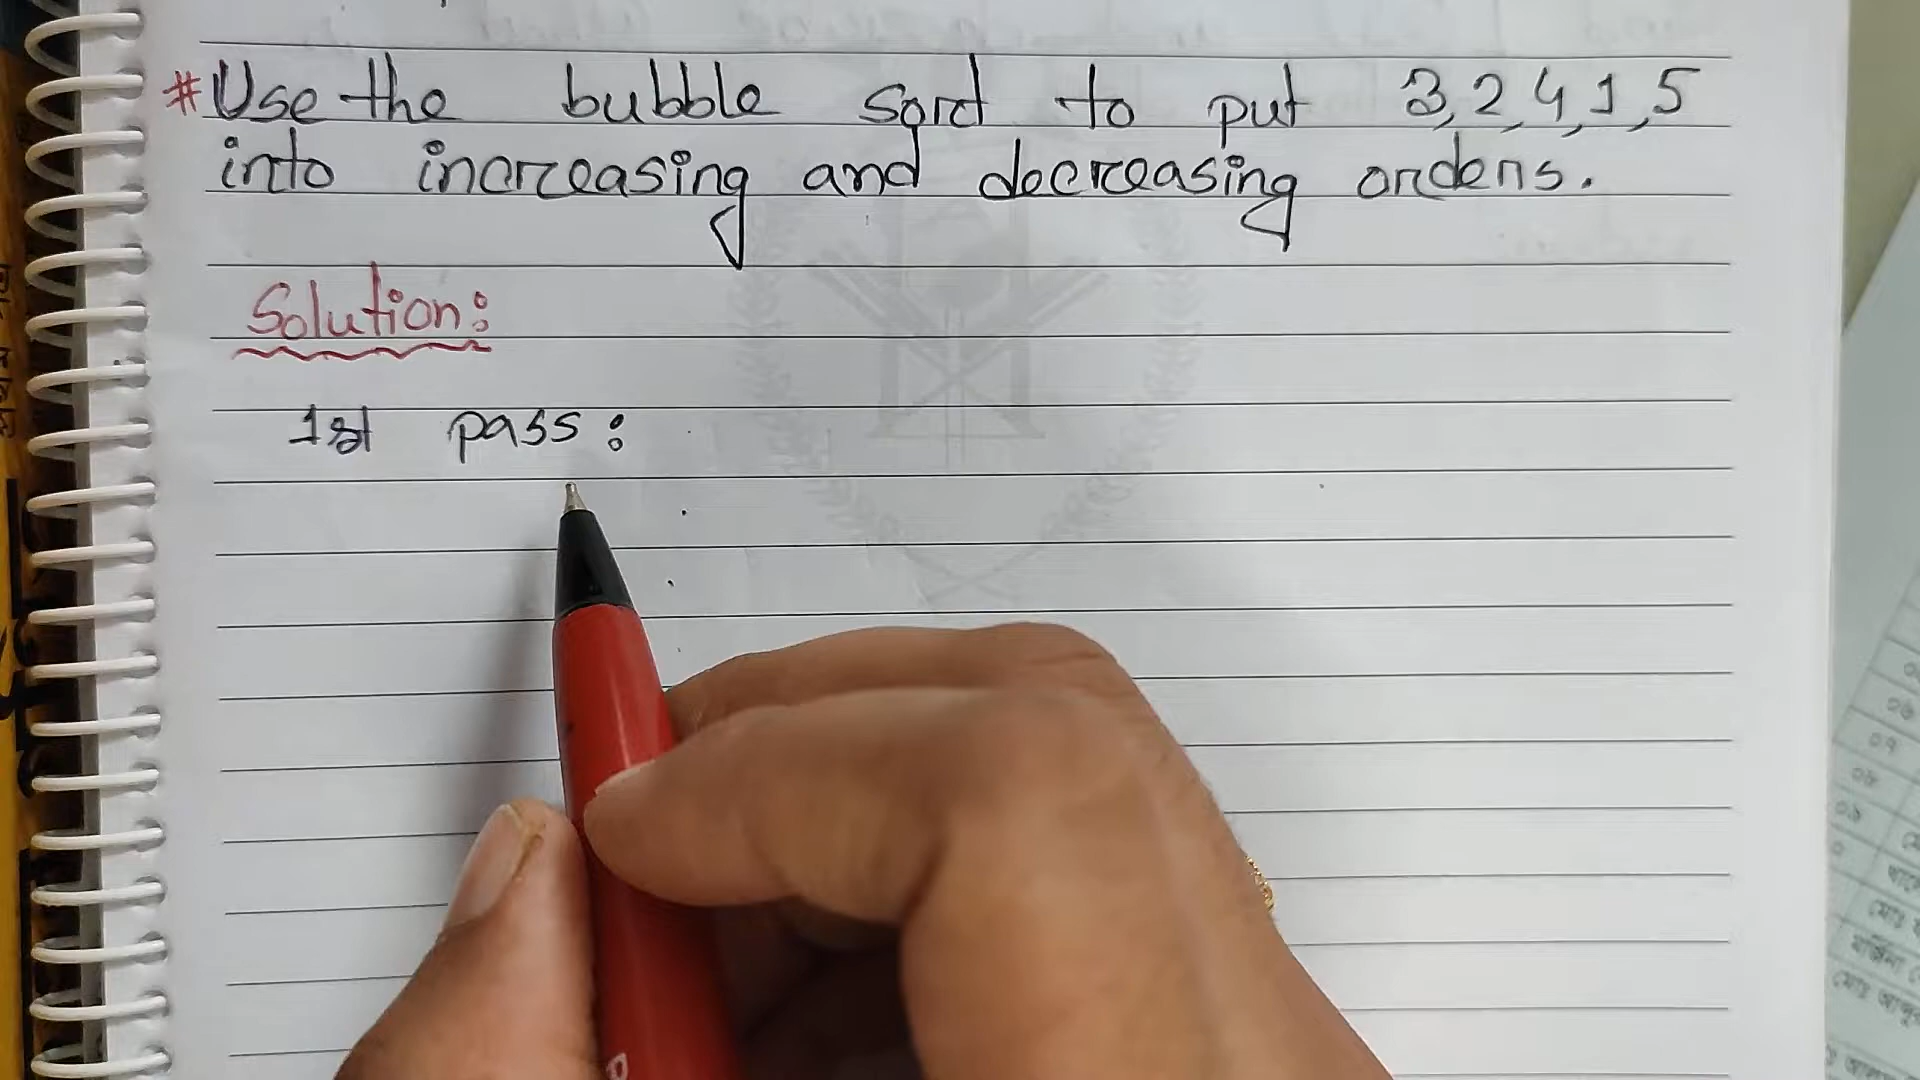 # Use the bubble sort to put 3, 2, 4, 1, 5
into increasing and decreasing orders.
Solution:
1st pass: